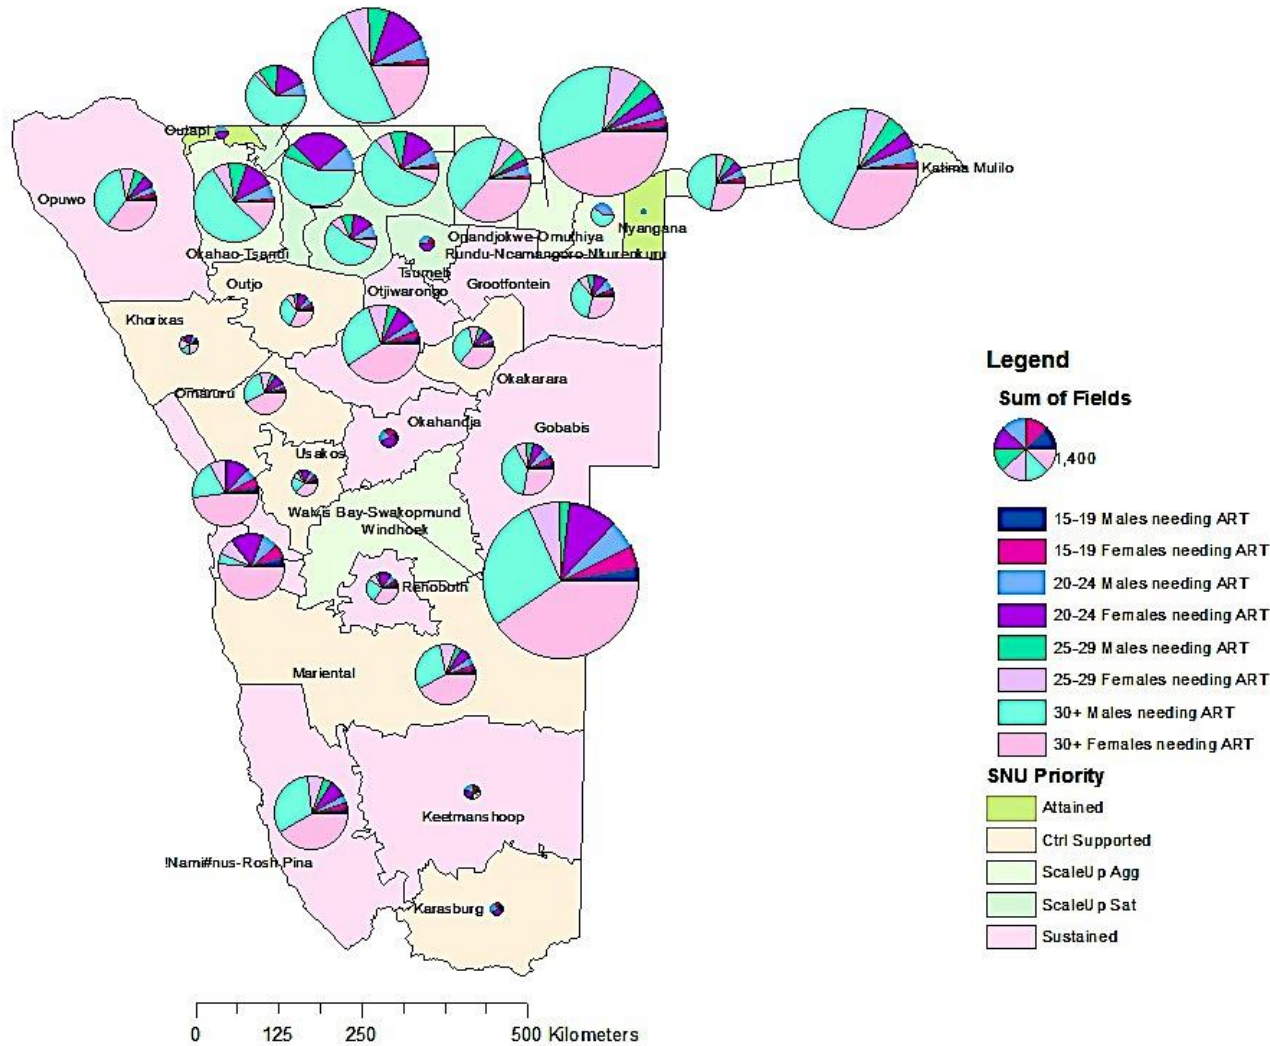 Outapi
Katima Mulilo
Opuwo
Nyangana
Okahao-Tsandi
Onandjokwe-Omuthiya
Rundu-Ncamangoro-Nkurenkuru
Tsumeb
Outjo
Otjiwarongo
Grootfontein
Khorixas
Okakarara
Omaruru
Okahandja
Gobabis
Usakos
Walvis Bay-Swakopmund
Windhoek
Rehoboth
Mariental
Keetmanshoop
!Nami#nus-Rosh Pina
Karasburg
0 125 250 500 Kilometers
Legend
Sum of Fields
1,400
15-19 Males needing ART
15-19 Females needing ART
20-24 Males needing ART
20-24 Females needing ART
25-29 Males needing ART
25-29 Females needing ART
30+ Males needing ART
30+ Females needing ART
SNU Priority
Attained
Ctrl Supported
ScaleUp Agg
ScaleUp Sat
Sustained